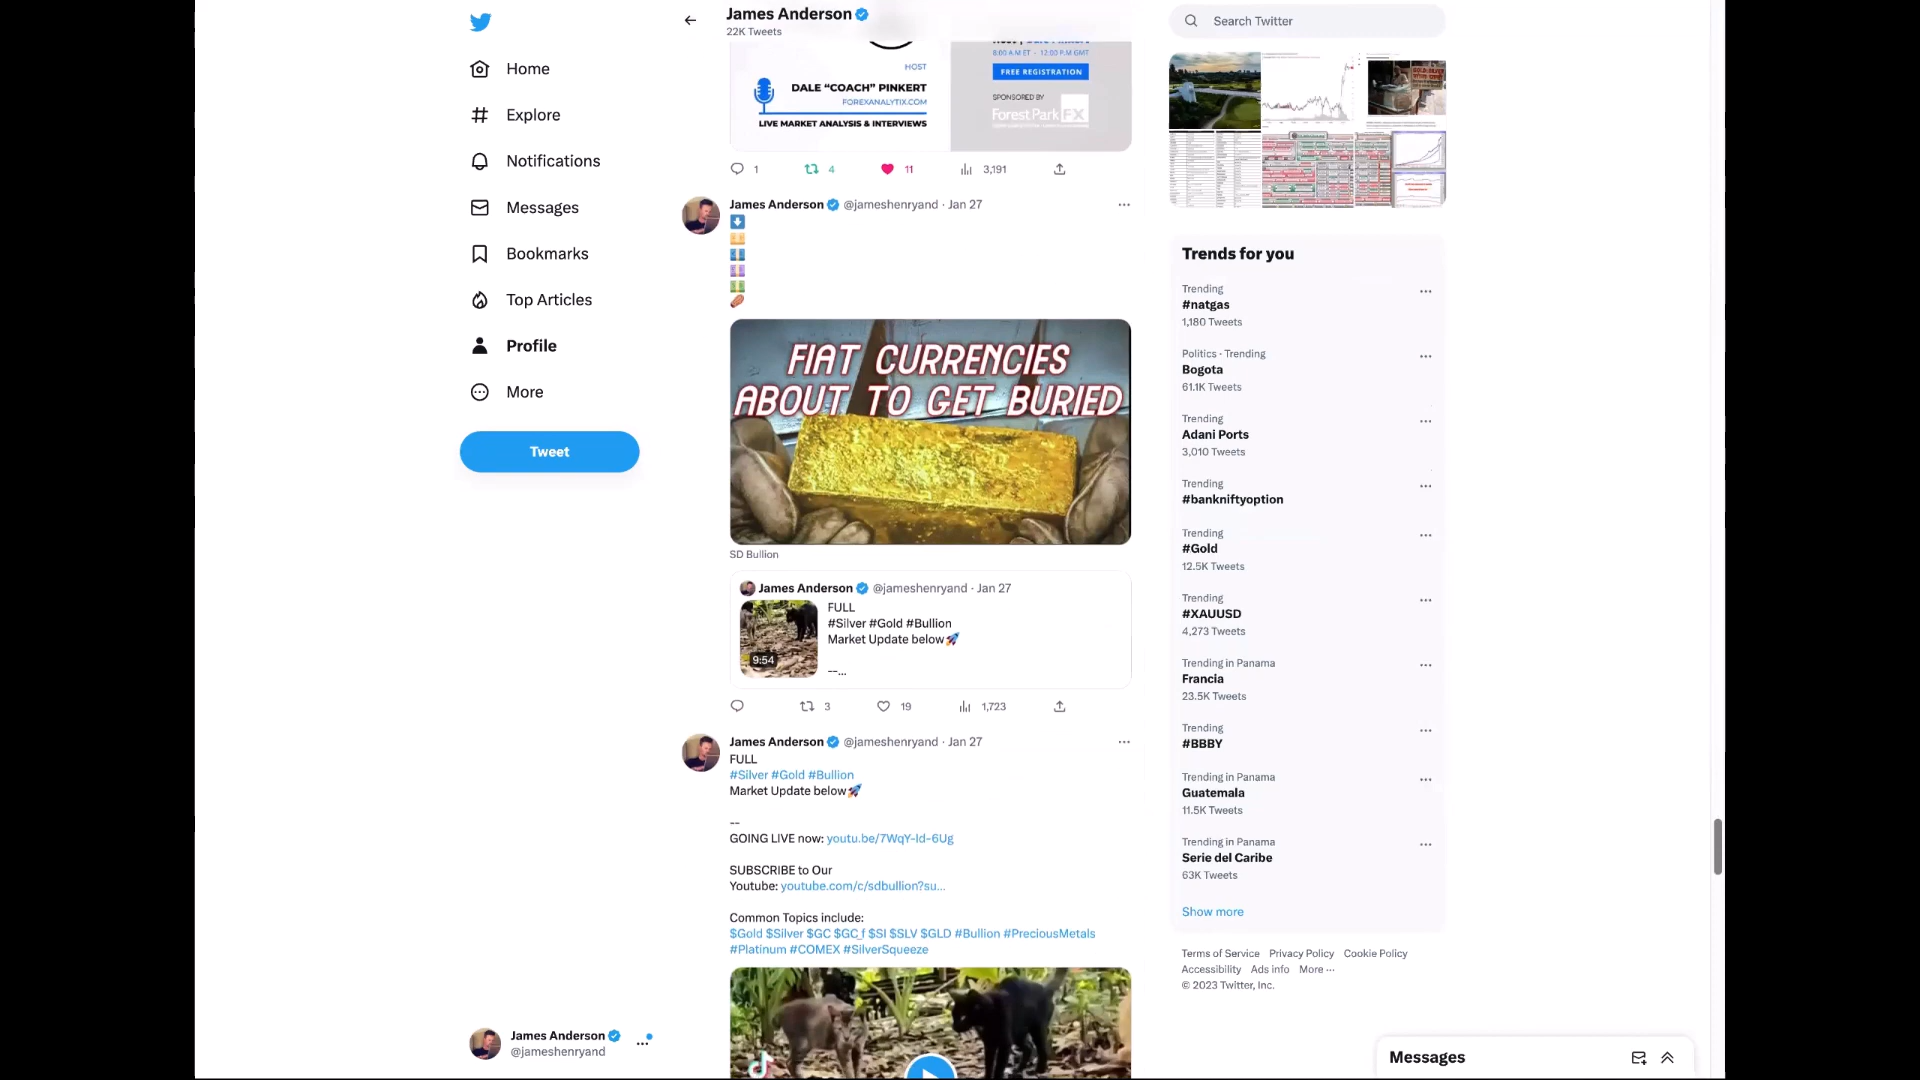 James Anderson
22K Tweets
Search Twitter
Home
Explore
Notifications
Messages
Bookmarks
Top Articles
Profile
More
Tweet
8:00 A.M ET - 12:00 P.M GMT
HOST
FREE REGISTRATION
DALE “COACH” PINKERT
FOREXANALYTIX.COM
SPONSORED BY
Forest Park FX
LIVE MARKET ANALYSIS & INTERVIEWS
1 4 11 3,191
James Anderson @jameshenryand · Jan 27
FIAT CURRENCIES
ABOUT TO GET BURIED
SD Bullion
James Anderson @jameshenryand · Jan 27
FULL
#Silver #Gold #Bullion
Market Update below🚀
--...
9:54
3 19 1,723
James Anderson @jameshenryand · Jan 27
FULL
#Silver #Gold #Bullion
Market Update below🚀
--
GOING LIVE now: youtu.be/7WqY-Id-6Ug
SUBSCRIBE to Our
Youtube: youtube.com/c/sdbullion?su...
Common Topics include:
$Gold $Silver $GC $GC_f $SI $SLV $GLD #Bullion #PreciousMetals
#Platinum #COMEX #SilverSqueeze
Trends for you
Trending
#natgas
1,180 Tweets
Politics · Trending
Bogota
61.1K Tweets
Trending
Adani Ports
3,010 Tweets
Trending
#bankniftyoption
Trending
#Gold
12.5K Tweets
Trending
#XAUUSD
4,273 Tweets
Trending in Panama
Francia
23.5K Tweets
Trending
#BBBY
Trending in Panama
Guatemala
11.5K Tweets
Trending in Panama
Serie del Caribe
63K Tweets
Show more
Terms of Service Privacy Policy Cookie Policy
Accessibility Ads info More ...
© 2023 Twitter, Inc.
James Anderson
@jameshenryand
Messages